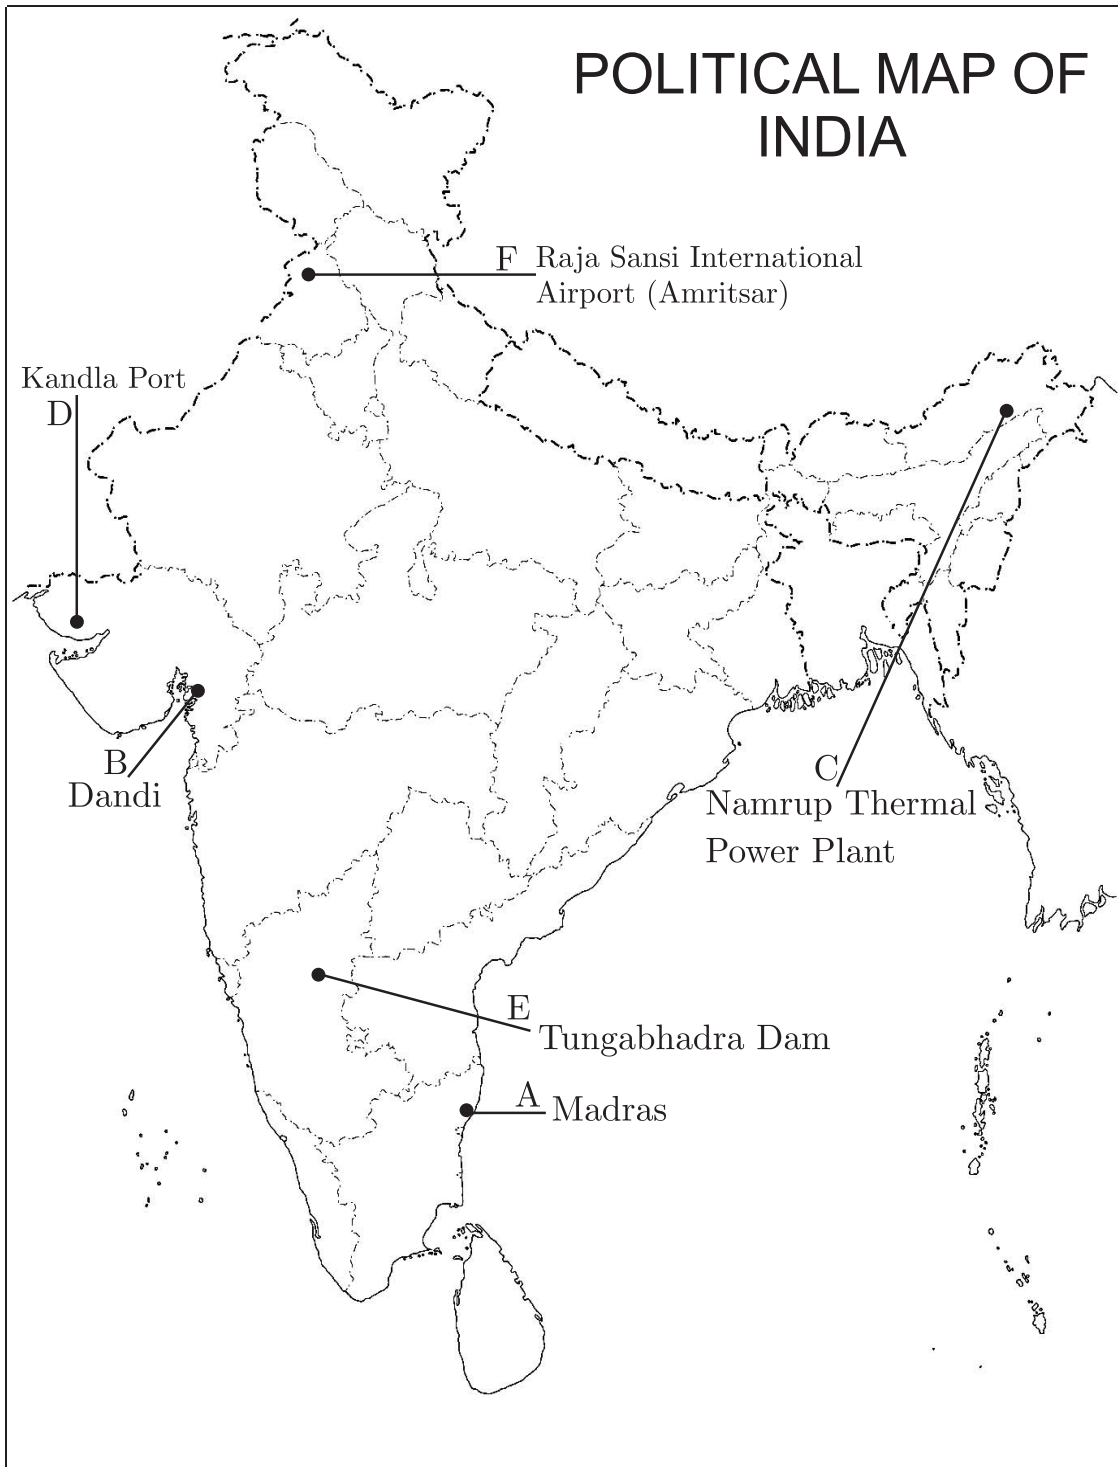 POLITICAL MAP OF
INDIA
F Raja Sansi International
Airport (Amritsar)
Kandla Port
D
B
Dandi
C
Namrup Thermal
Power Plant
E
Tungabhadra Dam
A Madras